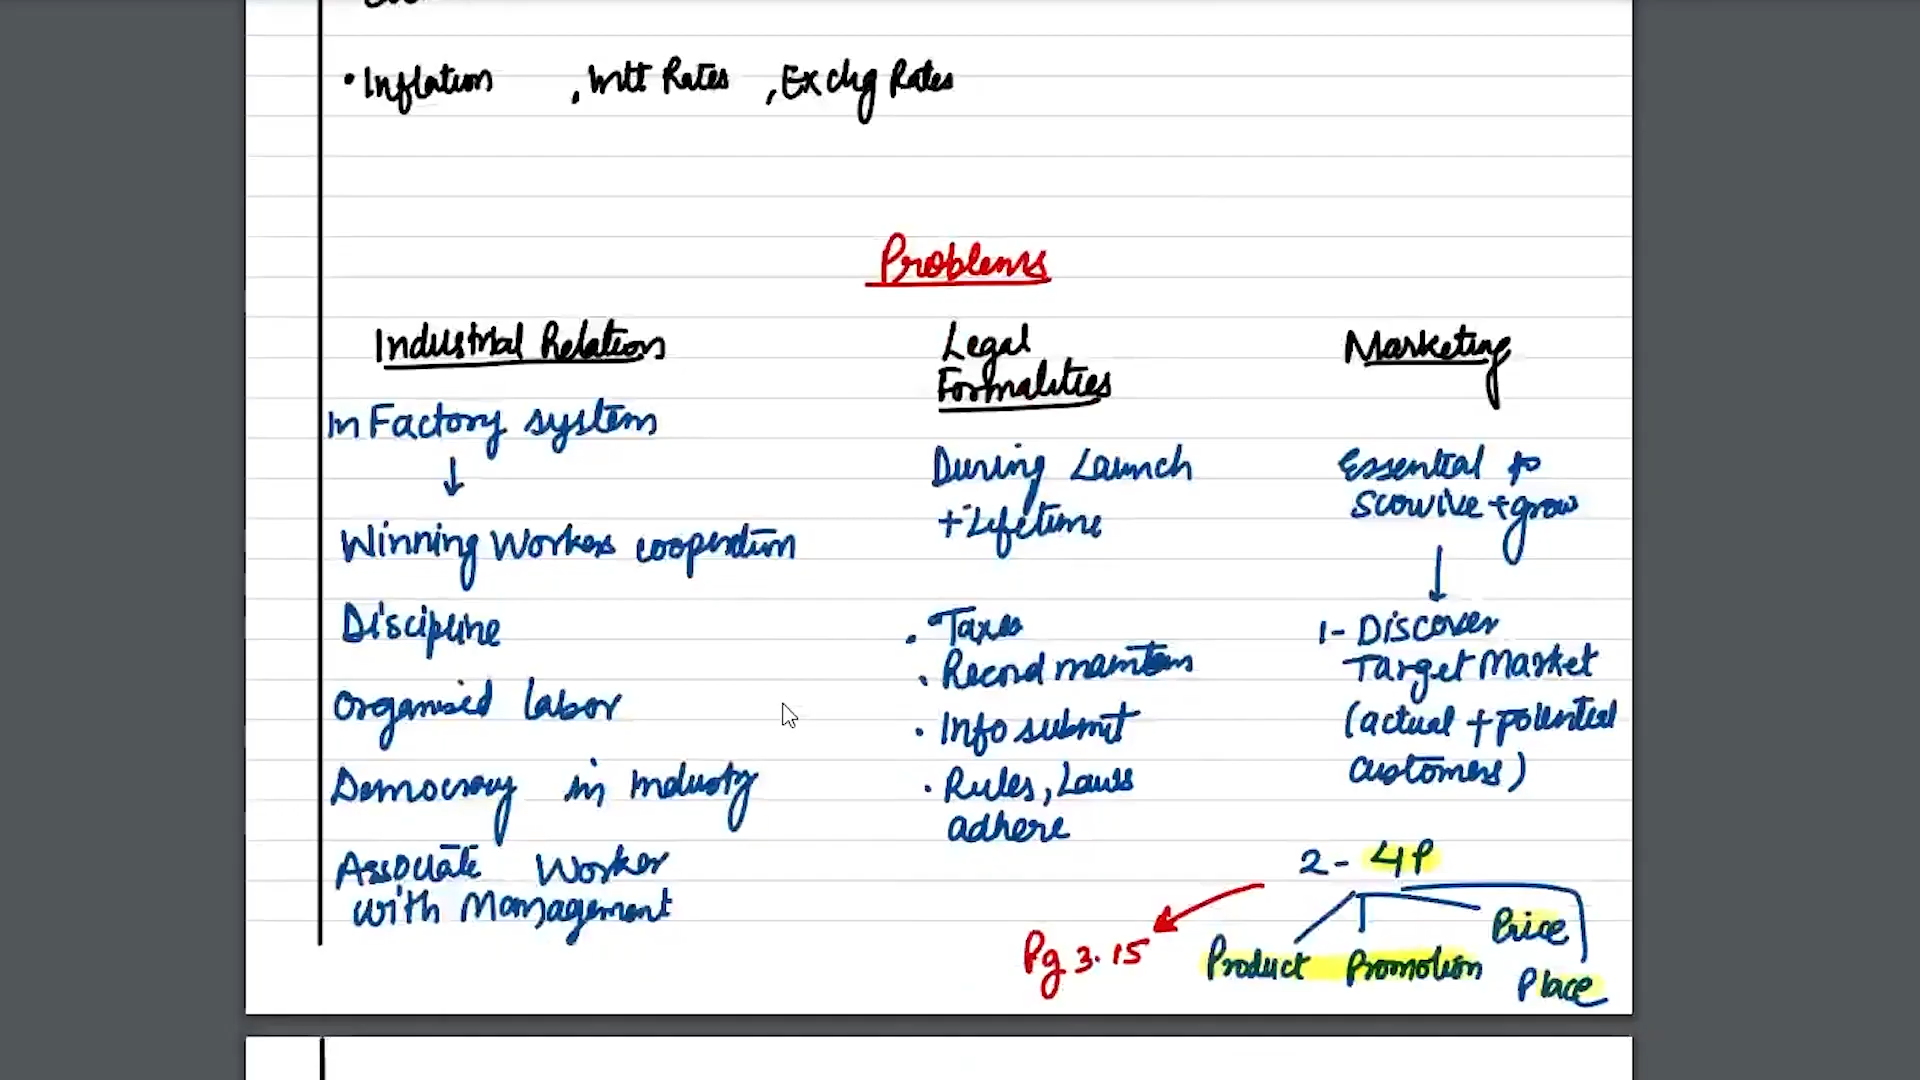 • Inflation , Intt Rates , Ex chg Rates
Problems
Industrial Relations
In Factory system
↓
Winning Workers cooperation
Discipline
Organised labor
Democracy in Industry
Associate Worker
with Management
Legal
Formalities
During Launch
+ Lifetime
• Taxes
• Record maintain
• Info submit
• Rules, Laws
adhere
Marketing
Essential to
survive + grow
↓
1- Discover
Target Market
(actual + potential
customers)
2- 4P
Product Promotion Price
Place
Pg 3.15